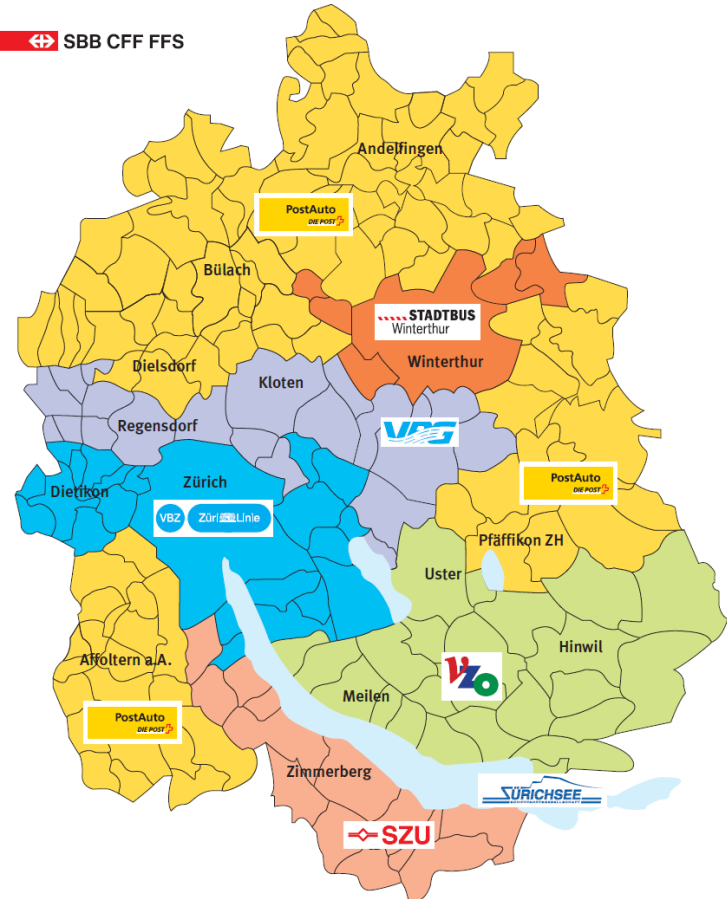 SBB CFF FFS
Andelfingen
PostAuto
DIE POST
Bülach
STADTBUS
Winterthur
Winterthur
Dielsdorf
Kloten
Regensdorf
VBG
Dietikon
Zürich
VBZ Züri Linie
PostAuto
DIE POST
Pfäffikon ZH
Uster
Hinwil
Affoltern a.A.
VZO
Meilen
PostAuto
DIE POST
Zimmerberg
ZÜRICHSEE
SZU